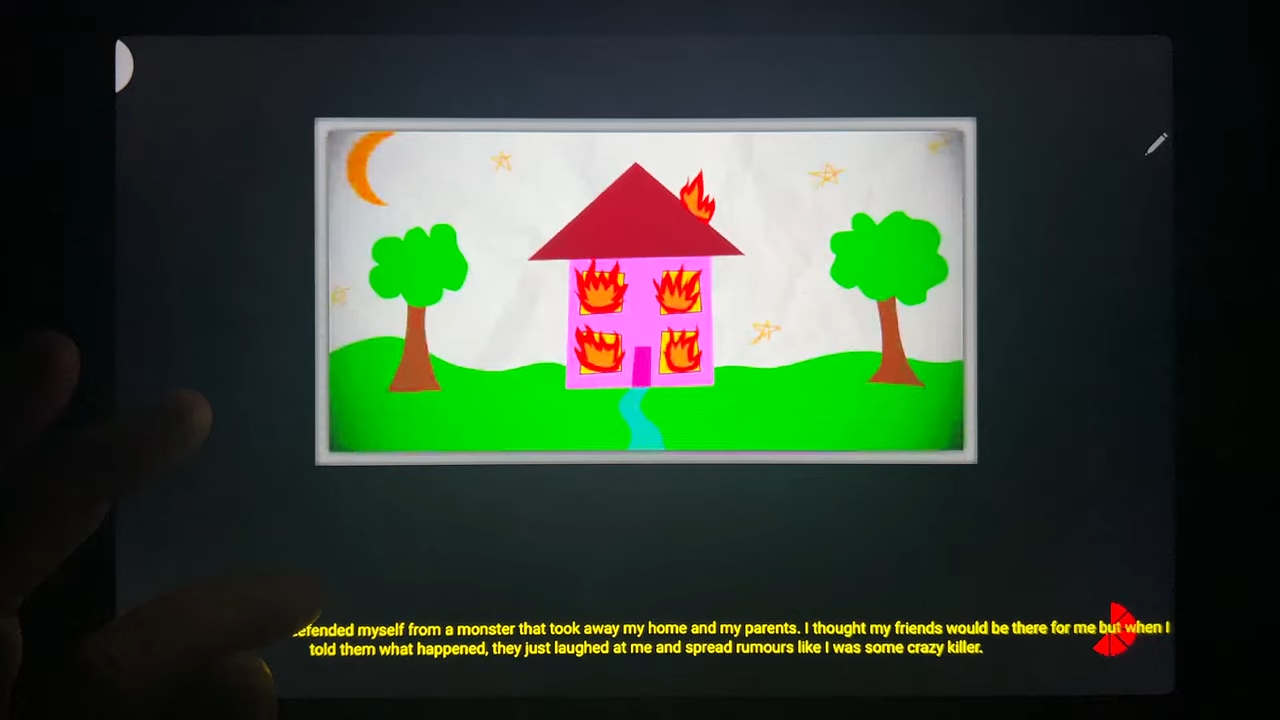 efended myself from a monster that took away my home and my parents. I thought my friends would be there for me but when I
told them what happened, they just laughed at me and spread rumours like I was some crazy killer.